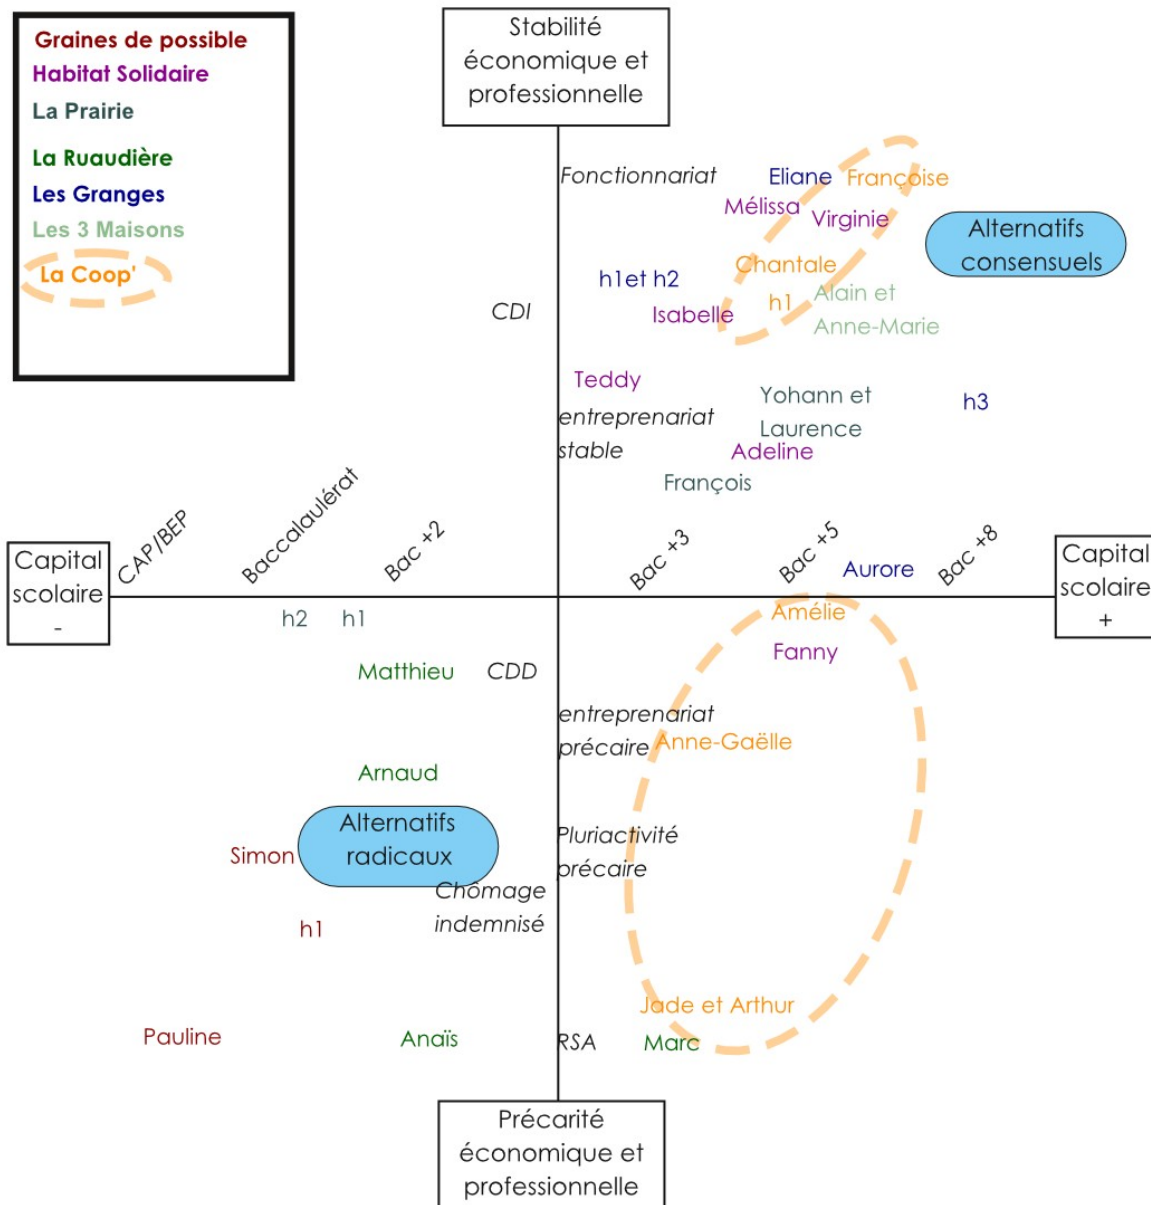 Graines de possible
Habitat Solidaire
La Prairie
La Ruaudière
Les Granges
Les 3 Maisons
La Coop'
Stabilité
économique et
professionnelle
Fonctionnariat
Eliane
Françoise
Mélissa
Virginie
Alternatifs
consensuels
Chantale
h1et h2
h1
Alain et
Anne-Marie
CDI
Isabelle
Teddy
Yohann et
Laurence
h3
entreprenariat
stable
Adeline
François
Capital
scolaire
-
CAP/BEP
Baccalaulérat
Bac +2
Bac +3
Bac +5
Bac +8
Aurore
Capital
scolaire
+
h2
h1
Amélie
Matthieu
CDD
Fanny
entreprenariat
précaire
Anne-Gaëlle
Arnaud
Alternatifs
radicaux
Pluriactivité
précaire
Simon
Chômage
indemnisé
h1
Jade et Arthur
Pauline
Anaïs
RSA
Marc
Précarité
économique et
professionnelle